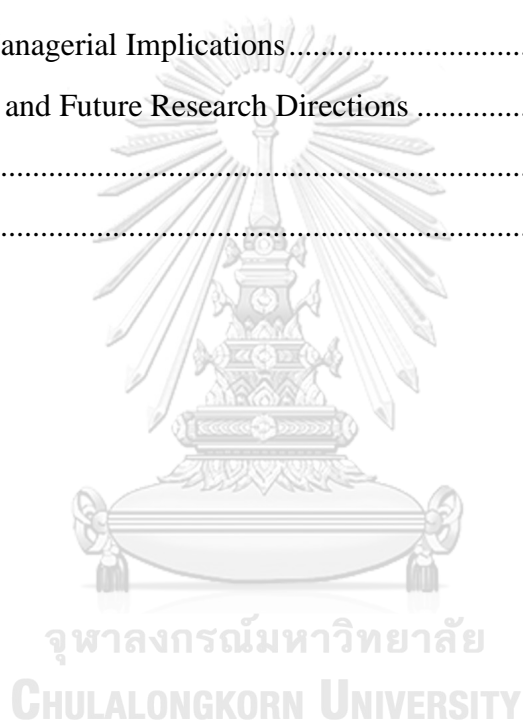 anagerial Implications..............................
and Future Research Directions ...............
...............................................................................
...............................................................................
จุฬาลงกรณ์มหาวิทยาลัย
CHULALONGKORN UNIVERSITY